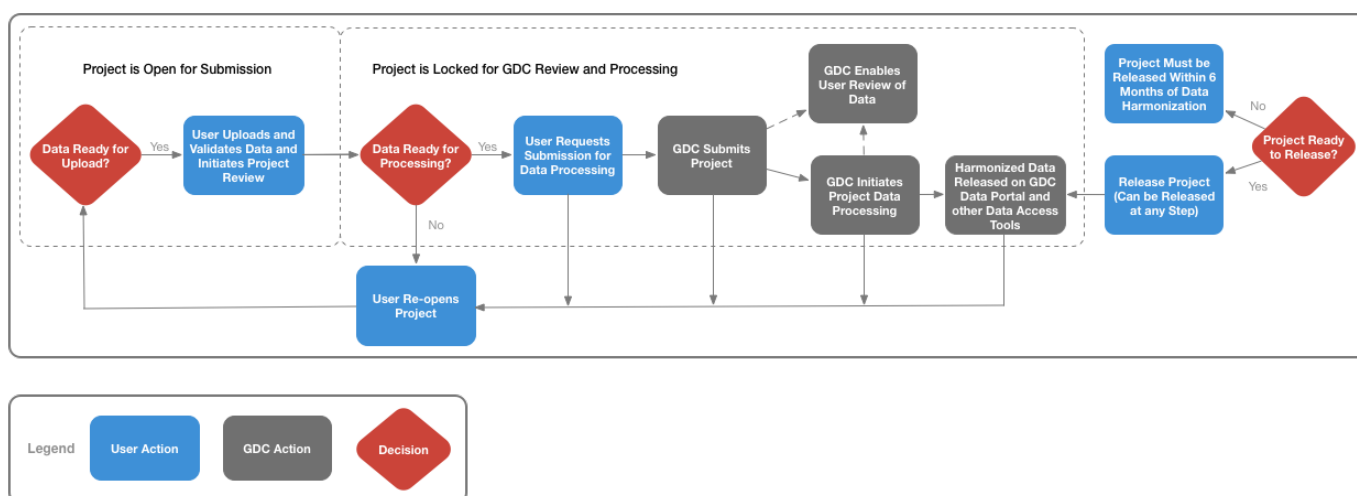 Project is Open for Submission
Project is Locked for GDC Review and Processing
Data Ready for
Upload?
Yes
User Uploads and
Validates Data and
Initiates Project
Review
Data Ready for
Processing?
Yes
No
User Requests
Submission for
Data Processing
GDC Submits
Project
GDC Enables
User Review of
Data
GDC Initiates
Project Data
Processing
Harmonized Data
Released on GDC
Data Portal and
other Data Access
Tools
Project Must be
Released Within 6
Months of Data
Harmonization
No
Project Ready
to Release?
Yes
Release Project
(Can be Released
at any Step)
User Re-opens
Project
Legend
User Action
GDC Action
Decision